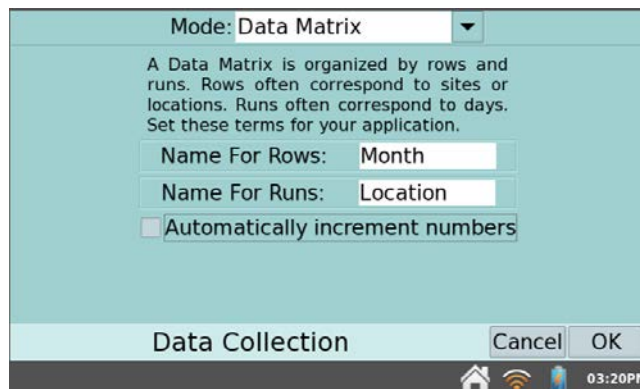 Mode: Data Matrix
A Data Matrix is organized by rows and
runs. Rows often correspond to sites or
locations. Runs often correspond to days.
Set these terms for your application.
Name For Rows: Month
Name For Runs: Location
Automatically increment numbers
Data Collection Cancel OK
03:20P